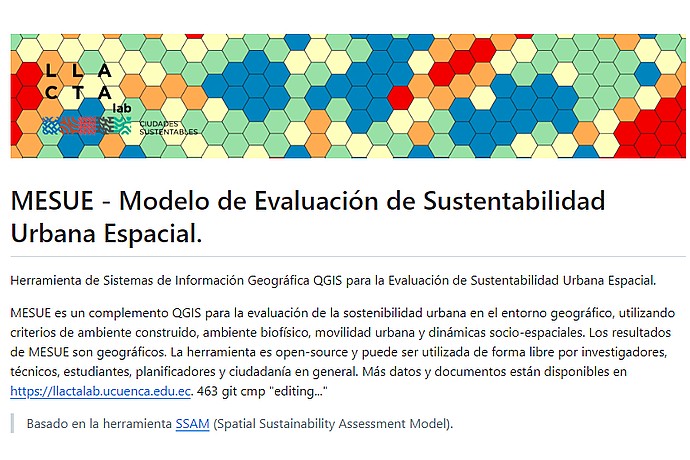 LLA
CTA
lab
CIUDADES
SUSTENTABLES
MESUE - Modelo de Evaluación de Sustentabilidad
Urbana Espacial.
Herramienta de Sistemas de Información Geográfica QGIS para la Evaluación de Sustentabilidad Urbana Espacial.
MESUE es un complemento QGIS para la evaluación de la sostenibilidad urbana en el entorno geográfico, utilizando
criterios de ambiente construido, ambiente biofísico, movilidad urbana y dinámicas socio-espaciales. Los resultados
de MESUE son geográficos. La herramienta es open-source y puede ser utilizada de forma libre por investigadores,
técnicos, estudiantes, planificadores y ciudadanía en general. Más datos y documentos están disponibles en
https://llactalab.ucuenca.edu.ec. 463 git cmp "editing..."
Basado en la herramienta SSAM (Spatial Sustainability Assessment Model).